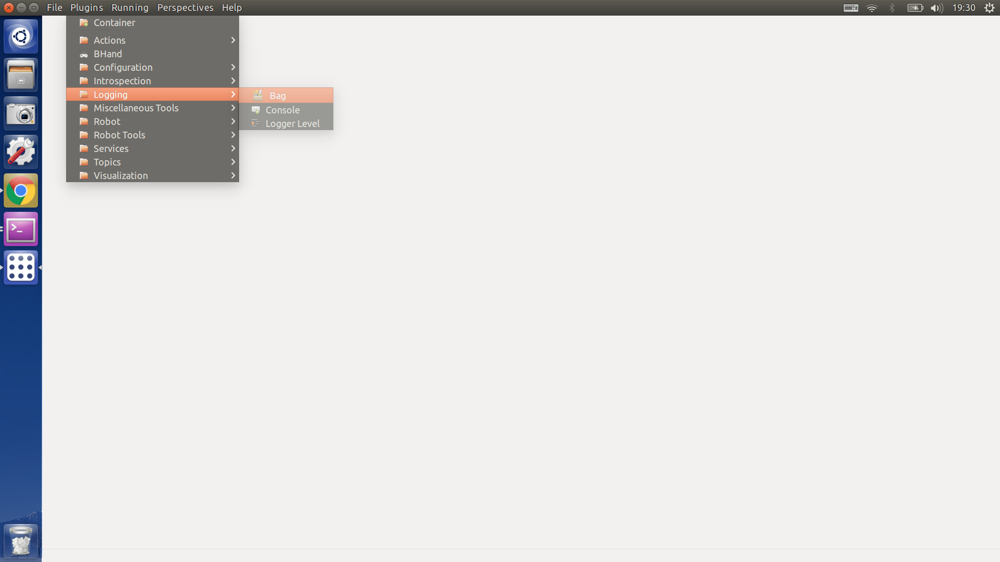 File Plugins Running Perspectives Help 19:30
Container
Actions
BHand
Configuration
Introspection
Logging
Bag
Console
Logger Level
Miscellaneous Tools
Robot
Robot Tools
Services
Topics
Visualization
>_